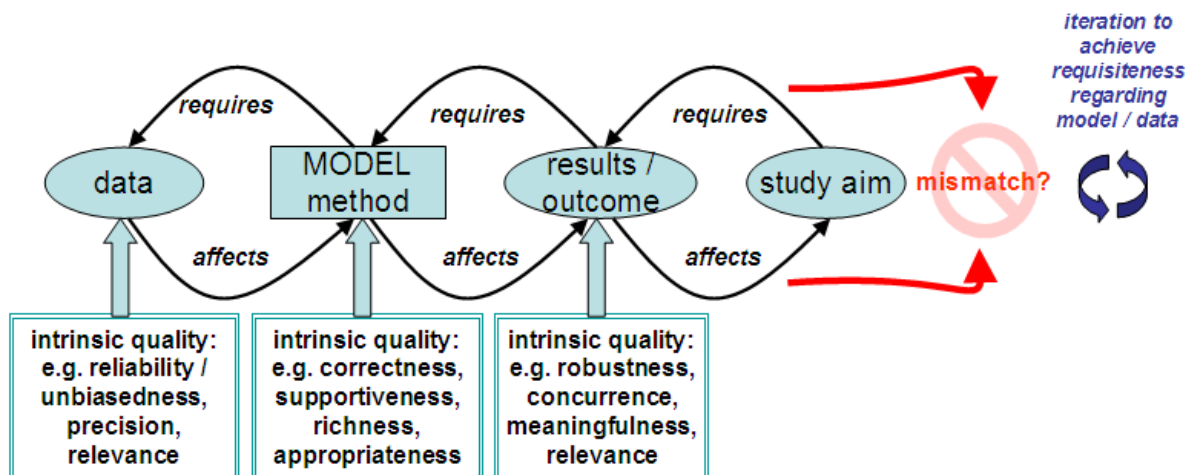 iteration to
achieve
requisiteness
regarding
model / data
requires
requires
requires
data
MODEL
method
results /
outcome
study aim
mismatch?
affects
affects
affects
intrinsic quality:
e.g. reliability /
unbiasedness,
precision,
relevance
intrinsic quality:
e.g. correctness,
supportiveness,
richness,
appropriateness
intrinsic quality:
e.g. robustness,
concurrence,
meaningfulness,
relevance